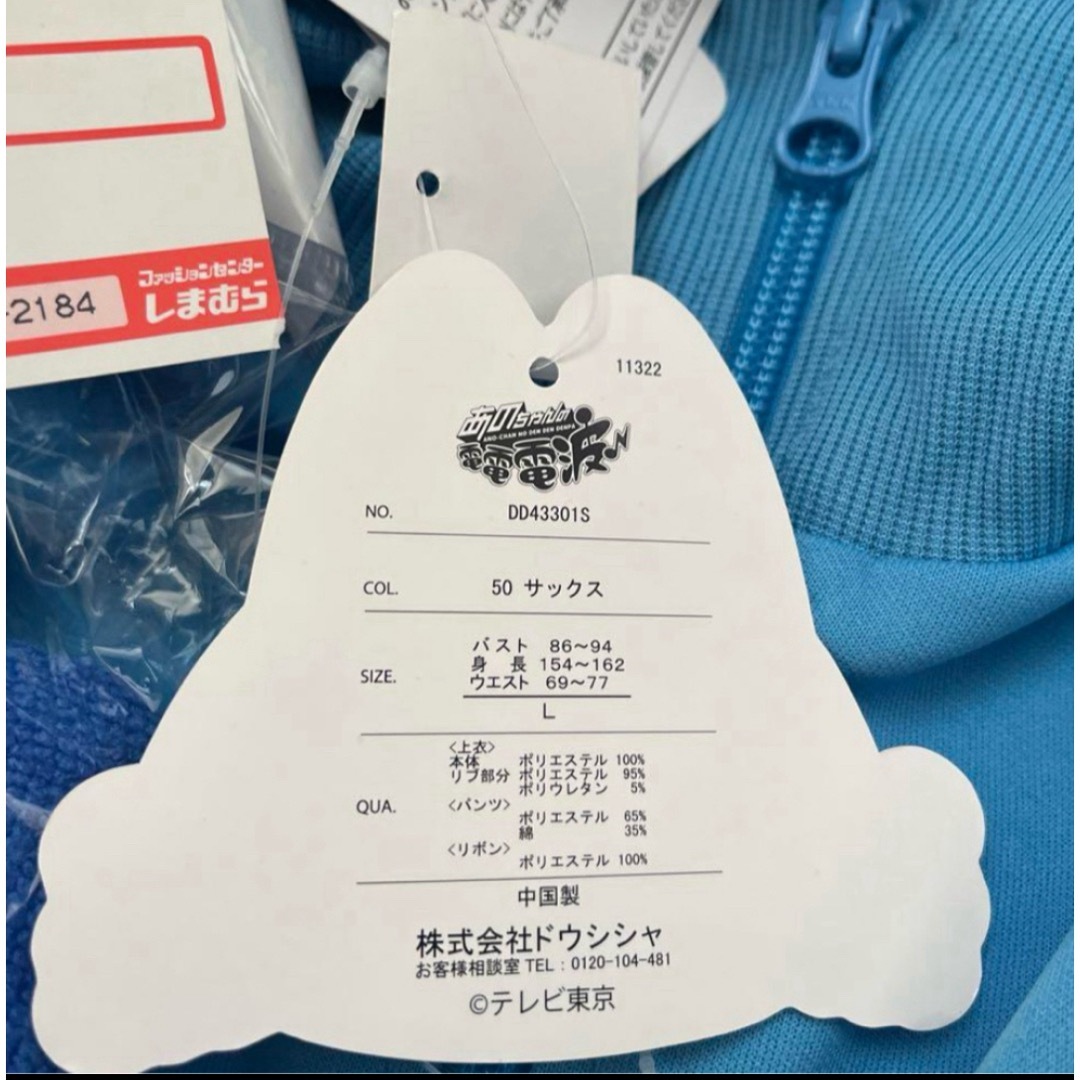 -2184
ファッションセンター
しまむら
11322
あのちゃんの
ANO-CHAN NO DEN DEN DENPA
電電電波
NO. DD43301S
COL. 50 サックス
バスト 86～94
身 長 154～162
SIZE. ウエスト 69～77
L
〈上衣〉
本体 ポリエステル 100%
リブ部分 ポリエステル 95%
ポリウレタン 5%
QUA. 〈パンツ〉
ポリエステル 65%
綿 35%
〈リボン〉
ポリエステル 100%
中国製
株式会社ドウシシャ
お客様相談室 TEL：0120-104-481
©テレビ東京